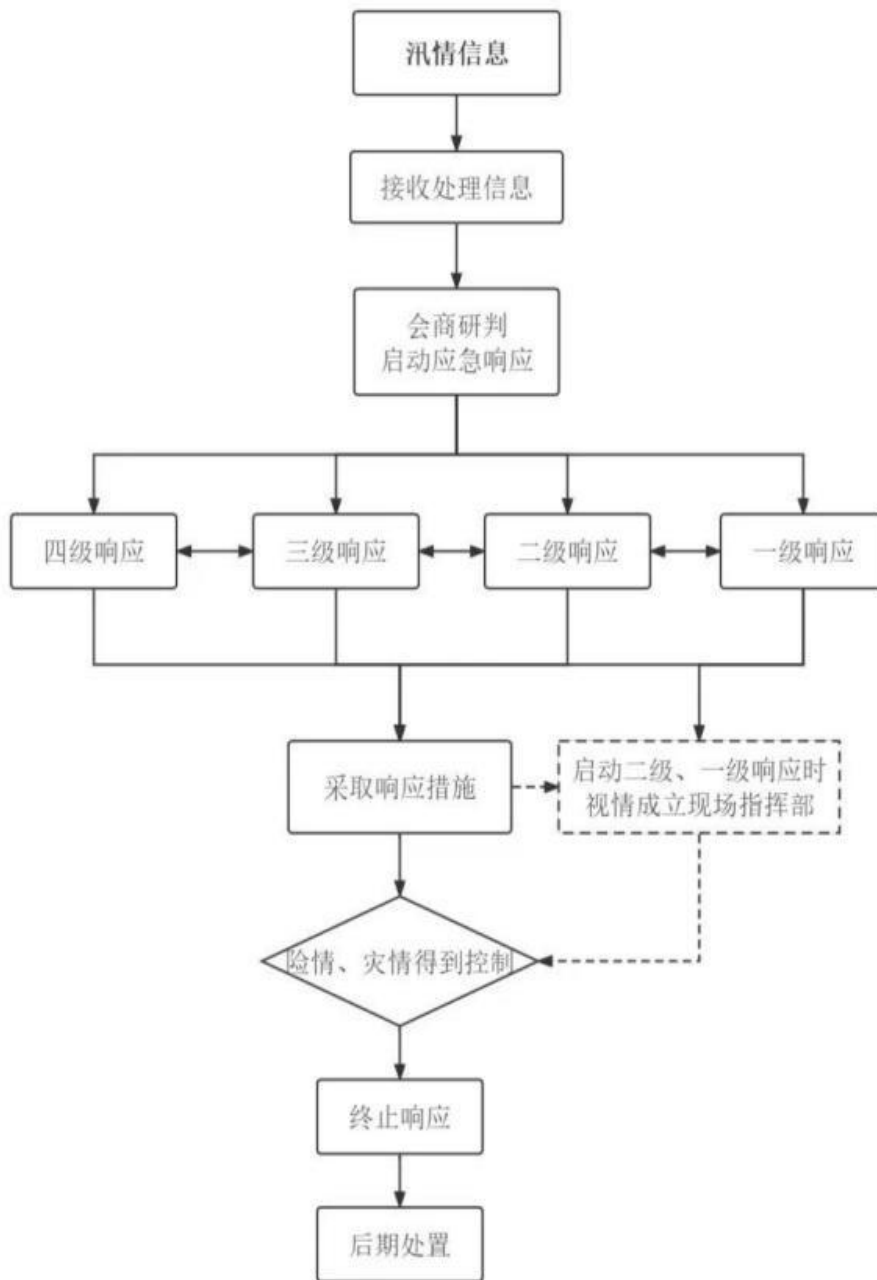 汛情信息
接收处理信息
会商研判
启动应急响应
四级响应
三级响应
二级响应
一级响应
采取响应措施
启动二级、一级响应时
视情成立现场指挥部
险情、灾情得到控制
终止响应
后期处置